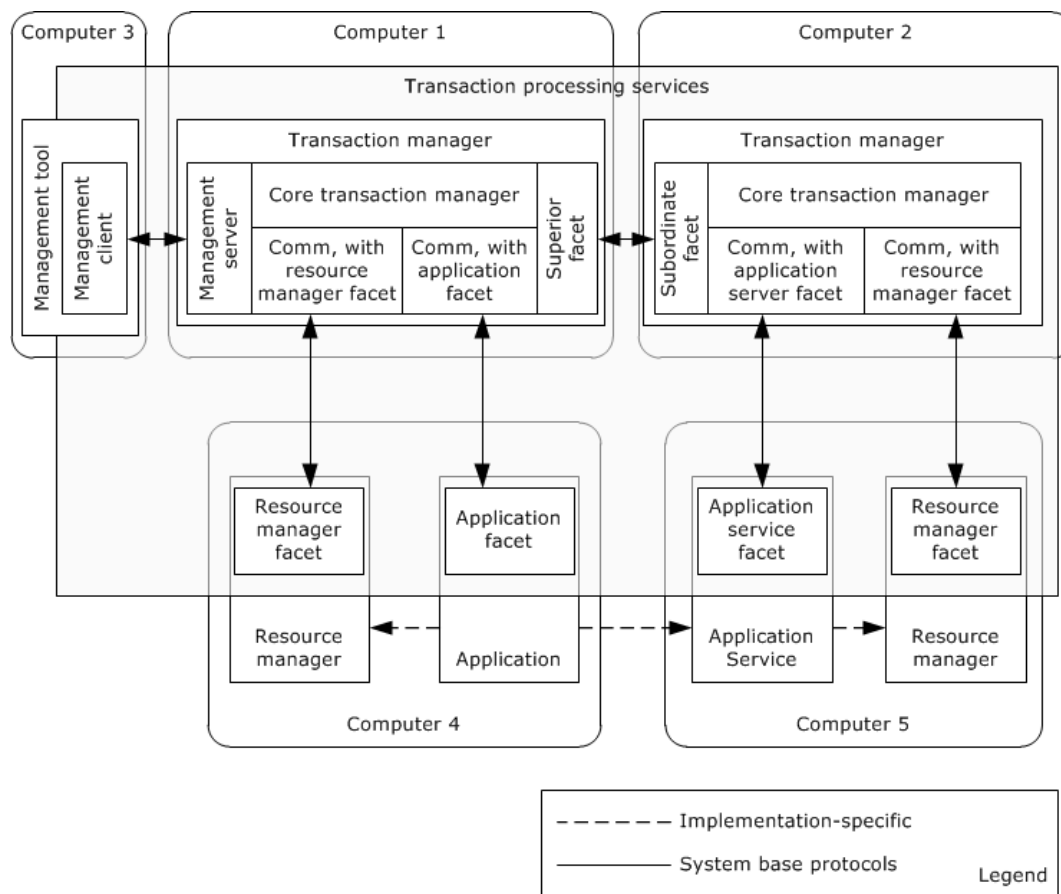 Computer 3
Computer 1
Computer 2
Transaction processing services
Management tool
Management
client
Transaction manager
Management
server
Core transaction manager
Comm, with
resource
manager facet
Comm, with
application
facet
Superior
facet
Transaction manager
Subordinate
facet
Core transaction manager
Comm, with
application
server facet
Comm, with
resource
manager facet
Resource
manager
facet
Application
facet
Application
service
facet
Resource
manager
facet
Resource
manager
Application
Application
Service
Resource
manager
Computer 4
Computer 5
Implementation-specific
System base protocols
Legend